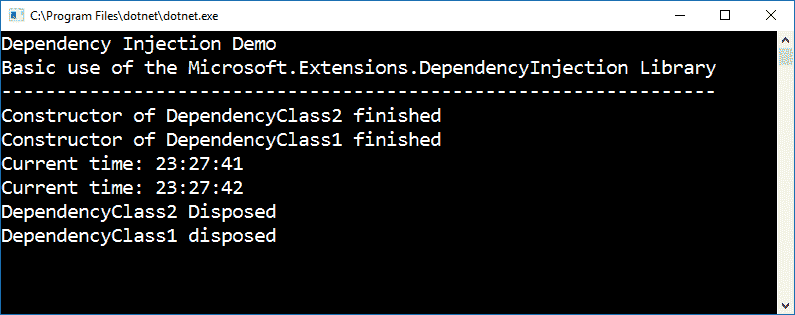 C:\Program Files\dotnet\dotnet.exe
Dependency Injection Demo
Basic use of the Microsoft.Extensions.DependencyInjection Library
-----------------------------------------------------------------
Constructor of DependencyClass2 finished
Constructor of DependencyClass1 finished
Current time: 23:27:41
Current time: 23:27:42
DependencyClass2 Disposed
DependencyClass1 disposed